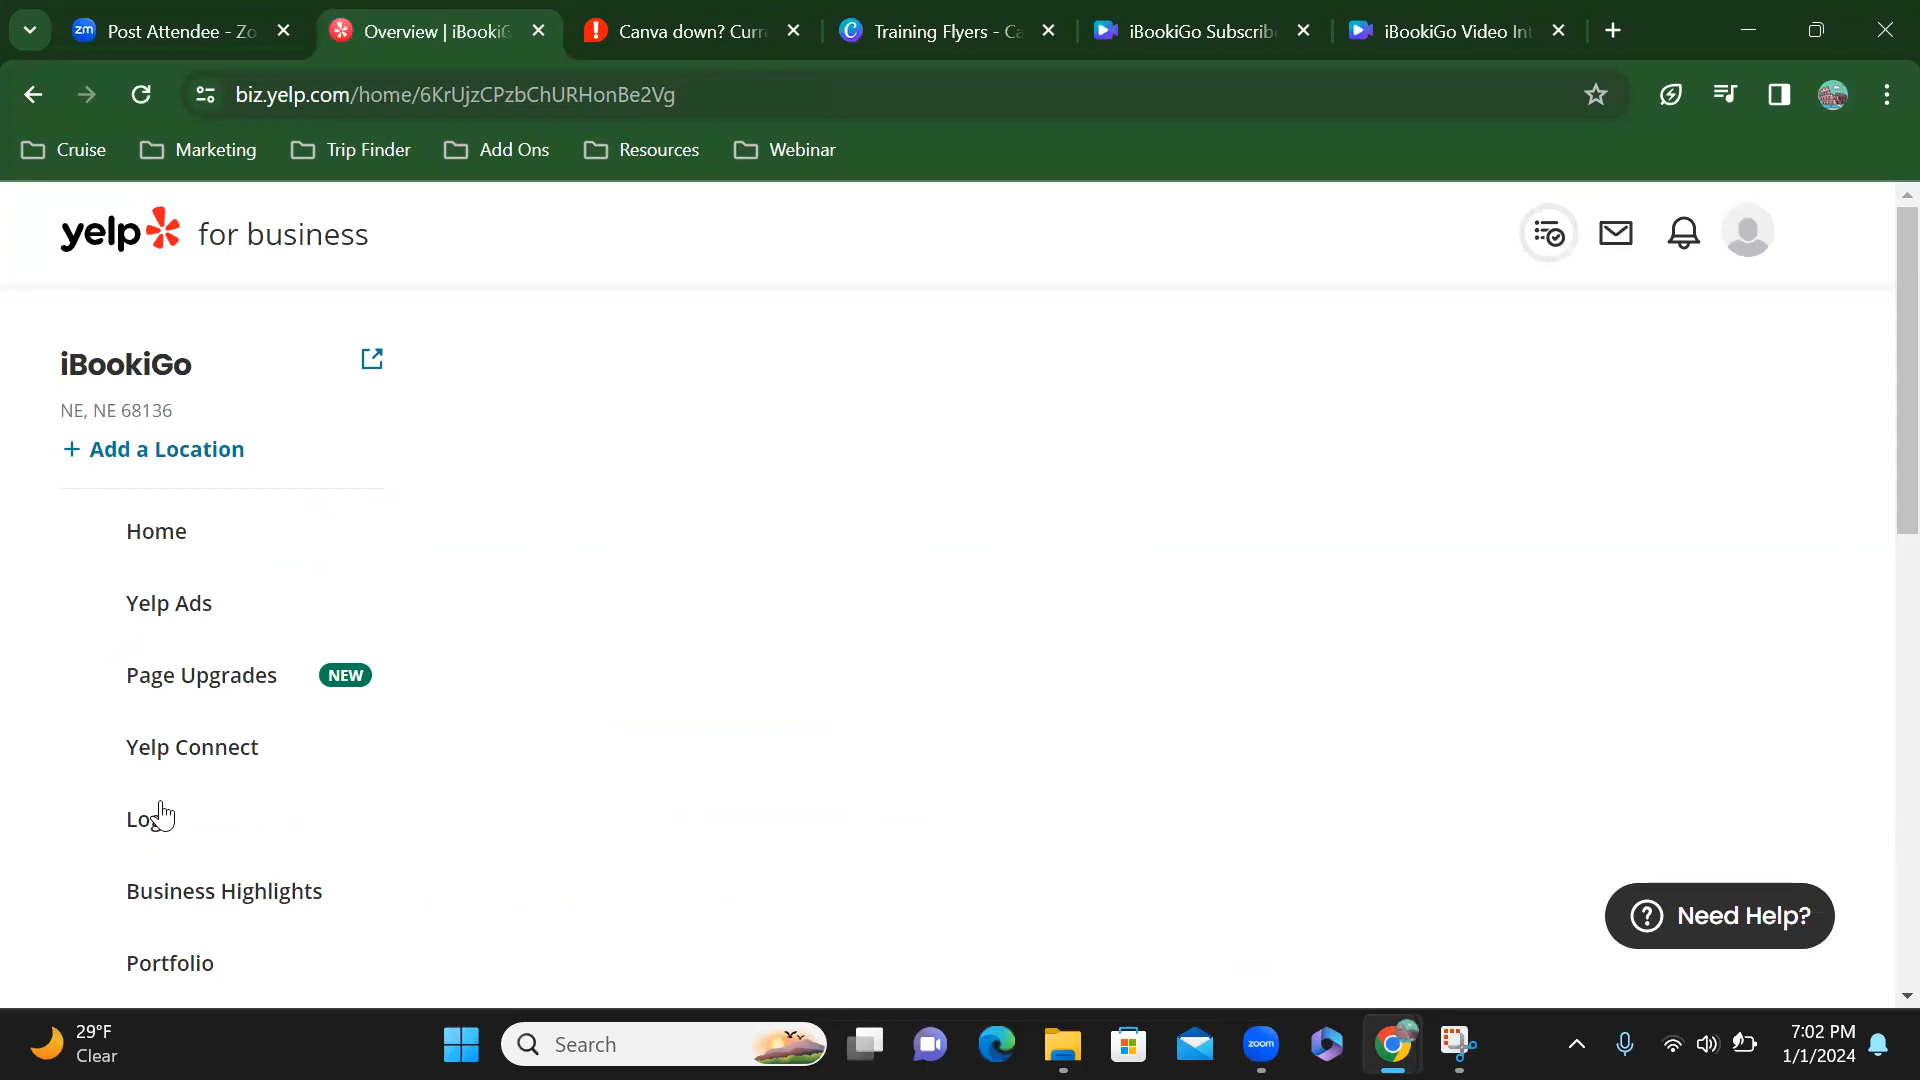 Post Attendee - Zo
Overview | iBookiG
Canva down? Curr
Training Flyers - Ca
iBookiGo Subscrib
iBookiGo Video Int
biz.yelp.com/home/6KrUjzCPzbChURHonBe2Vg
Cruise
Marketing
Trip Finder
Add Ons
Resources
Webinar
yelp for business
iBookiGo
NE, NE 68136
+ Add a Location
Home
Yelp Ads
Page Upgrades NEW
Yelp Connect
Business Highlights
Portfolio
Need Help?
29°F
Clear
Search
zoom
7:02 PM
1/1/2024